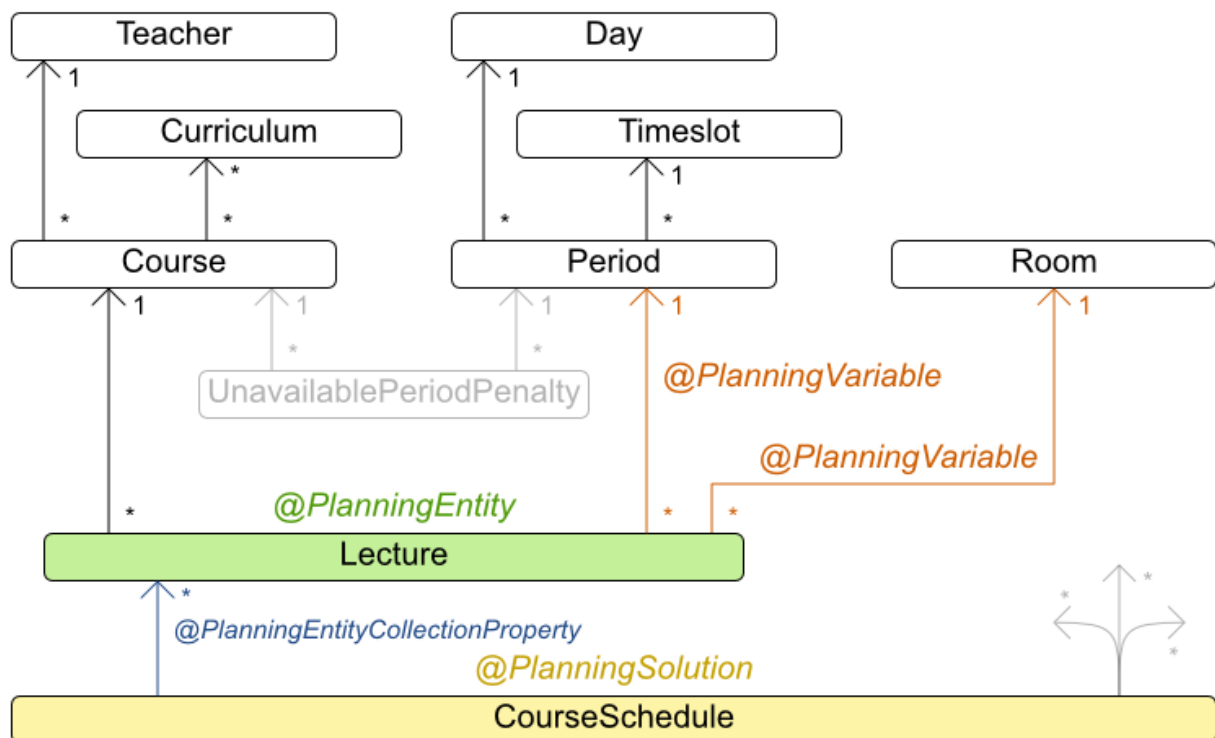 Teacher
Day
1
1
Curriculum
Timeslot
*
1
*
*
*
*
Course
Period
Room
1
1
1
1
1
*
*
@PlanningVariable
UnavailablePeriodPenalty
@PlanningVariable
@PlanningEntity
*
*
*
Lecture
*
*
*
@PlanningEntityCollectionProperty
*
@PlanningSolution
CourseSchedule